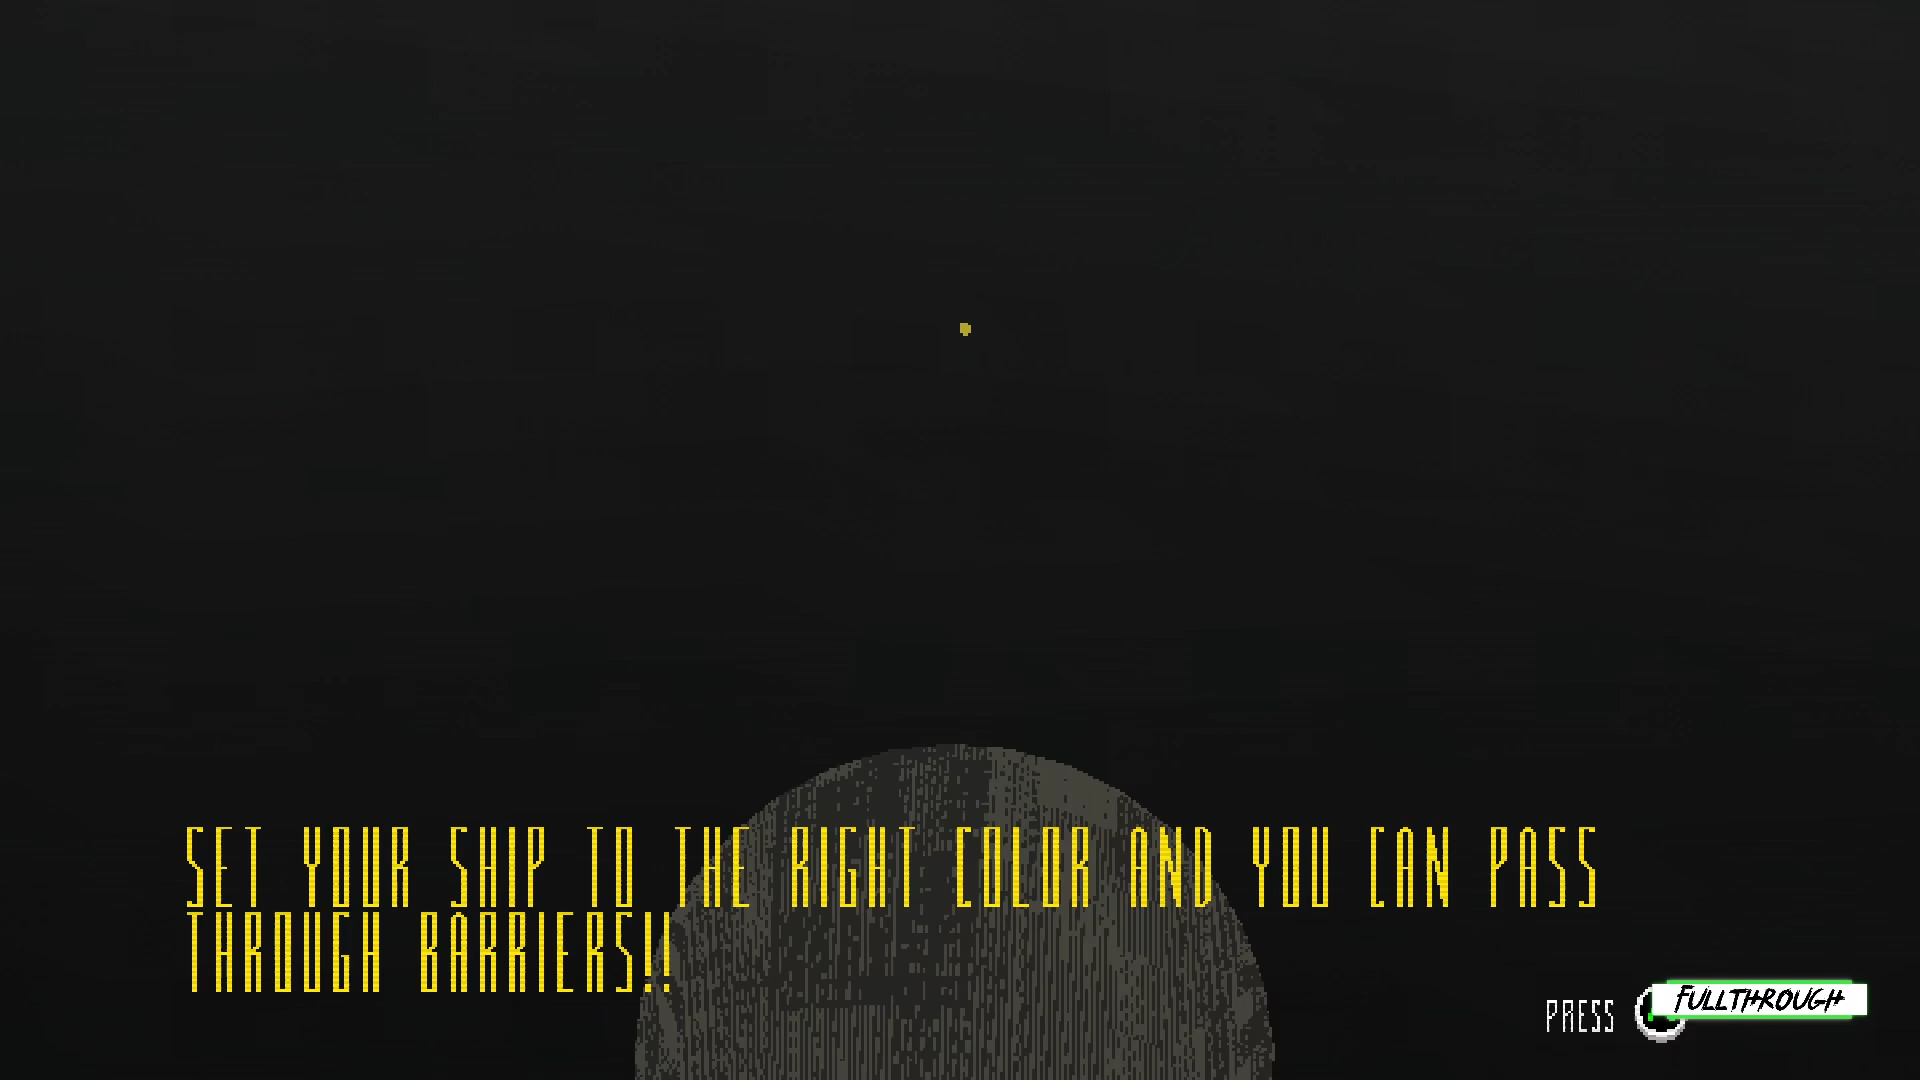 SET YOUR SHIP TO THE RIGHT COLOR AND YOU CAN PASS
THROUGH BARRIERS!!
PRESS
FULLTHROUGH